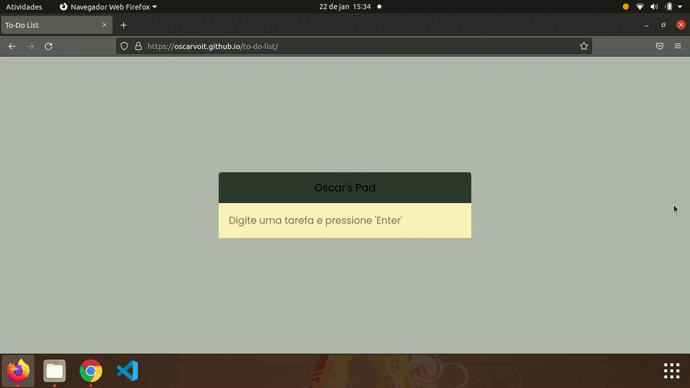 Atividades
Navegador Web Firefox
22 de jan 15:34
To-Do List
https://oscarvoit.github.io/to-do-list/
Oscar's Pad
Digite uma tarefa e pressione 'Enter'